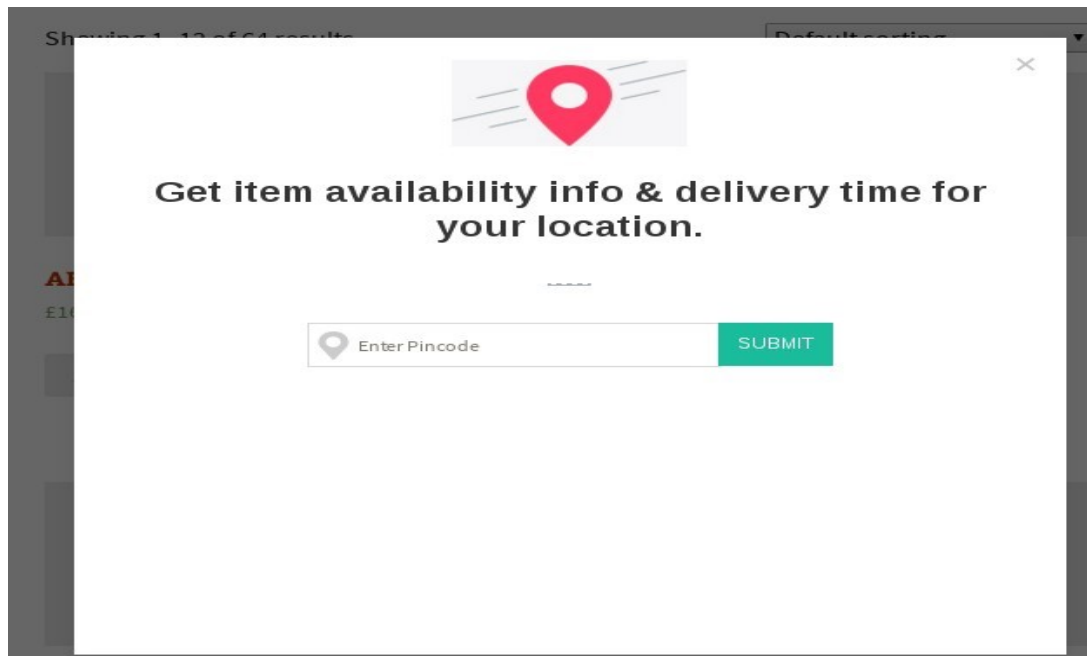 Get item availability info & delivery time for
your location.
Enter Pincode
SUBMIT